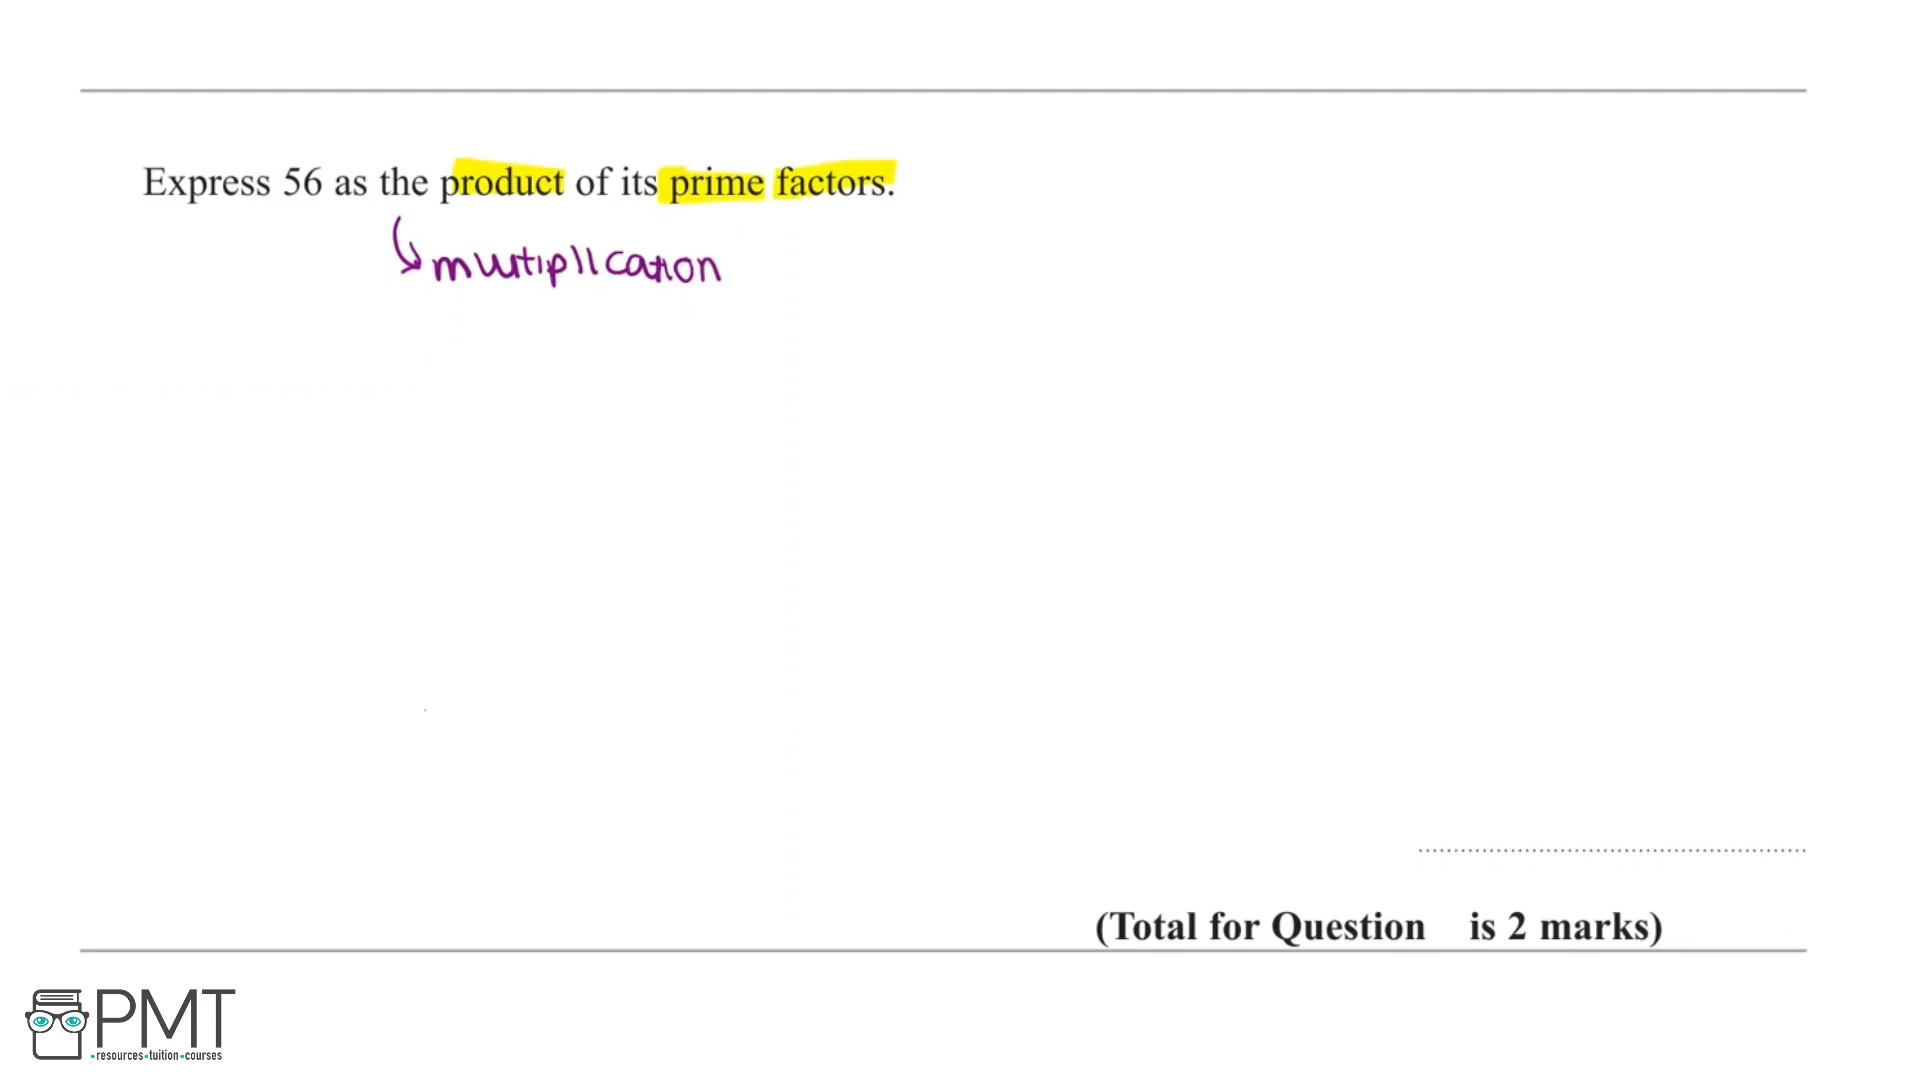 Express 56 as the product of its prime factors.
multiplication
(Total for Question is 2 marks)
PMT
•resources•tuition•courses